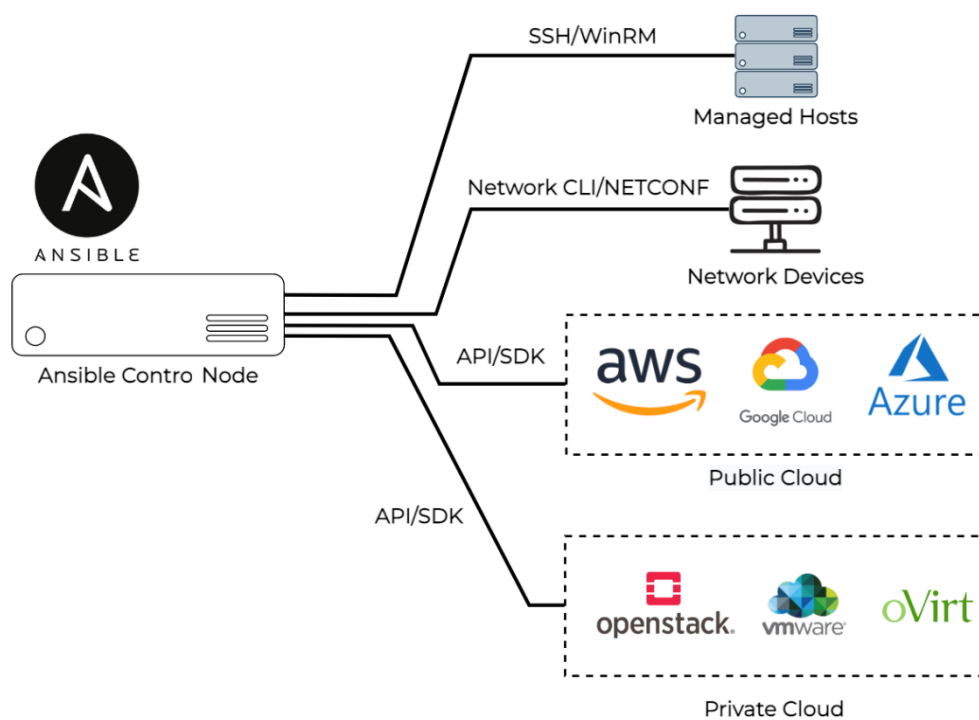 SSH/WinRM
Managed Hosts
Network CLI/NETCONF
Network Devices
ANSIBLE
Ansible Contro Node
API/SDK
aws
Google Cloud
Azure
Public Cloud
API/SDK
openstack.
vmware®
oVirt
Private Cloud